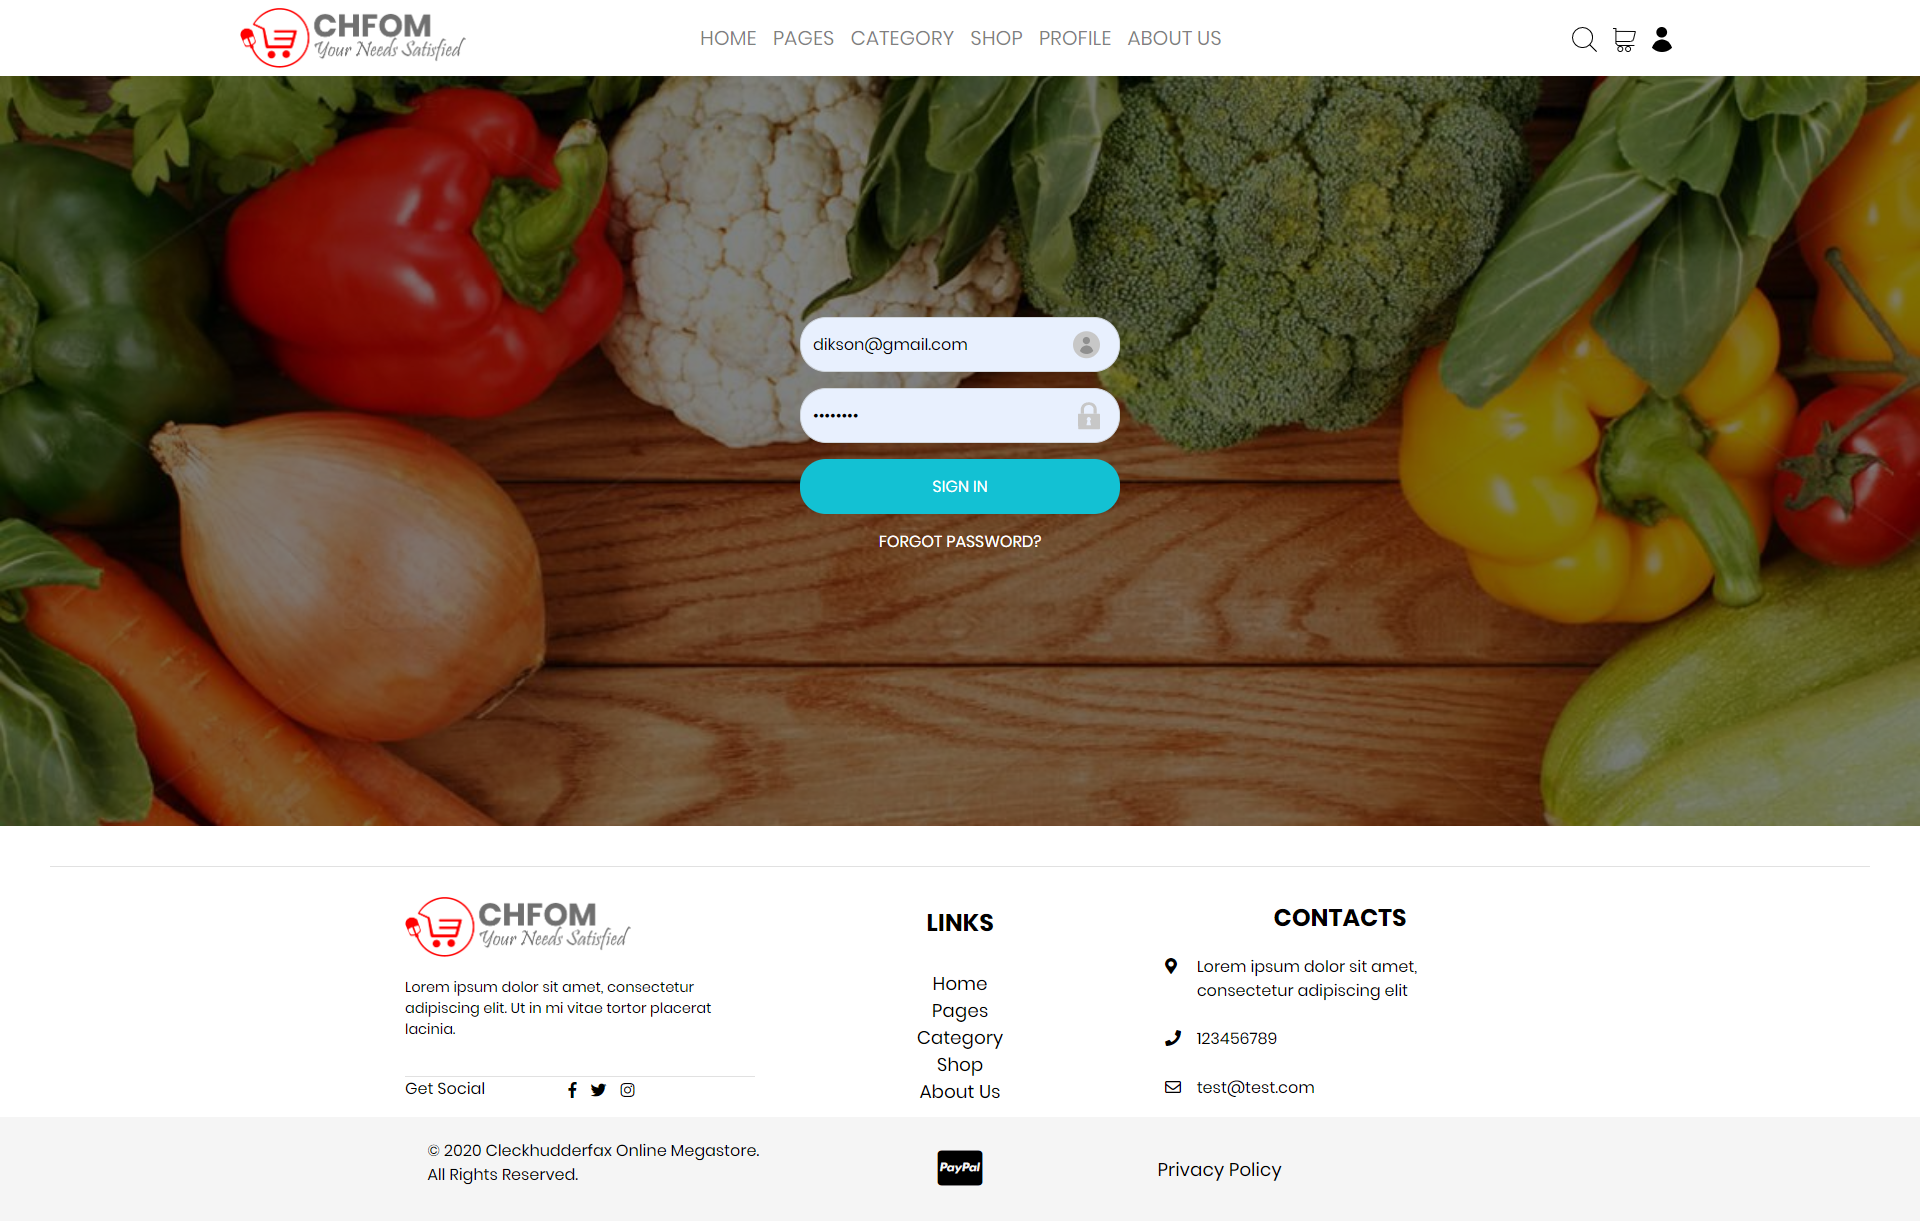 CHFOM
Your Needs Satisfied
HOME PAGES CATEGORY SHOP PROFILE ABOUT US
dikson@gmail.com
••••••••
SIGN IN
FORGOT PASSWORD?
CHFOM
Your Needs Satisfied
Lorem ipsum dolor sit amet, consectetur
adipiscing elit. Ut in mi vitae tortor placerat
lacinia.
Get Social
LINKS
Home
Pages
Category
Shop
About Us
CONTACTS
Lorem ipsum dolor sit amet,
consectetur adipiscing elit
123456789
test@test.com
© 2020 Cleckhudderfax Online Megastore.
All Rights Reserved.
PayPal
Privacy Policy